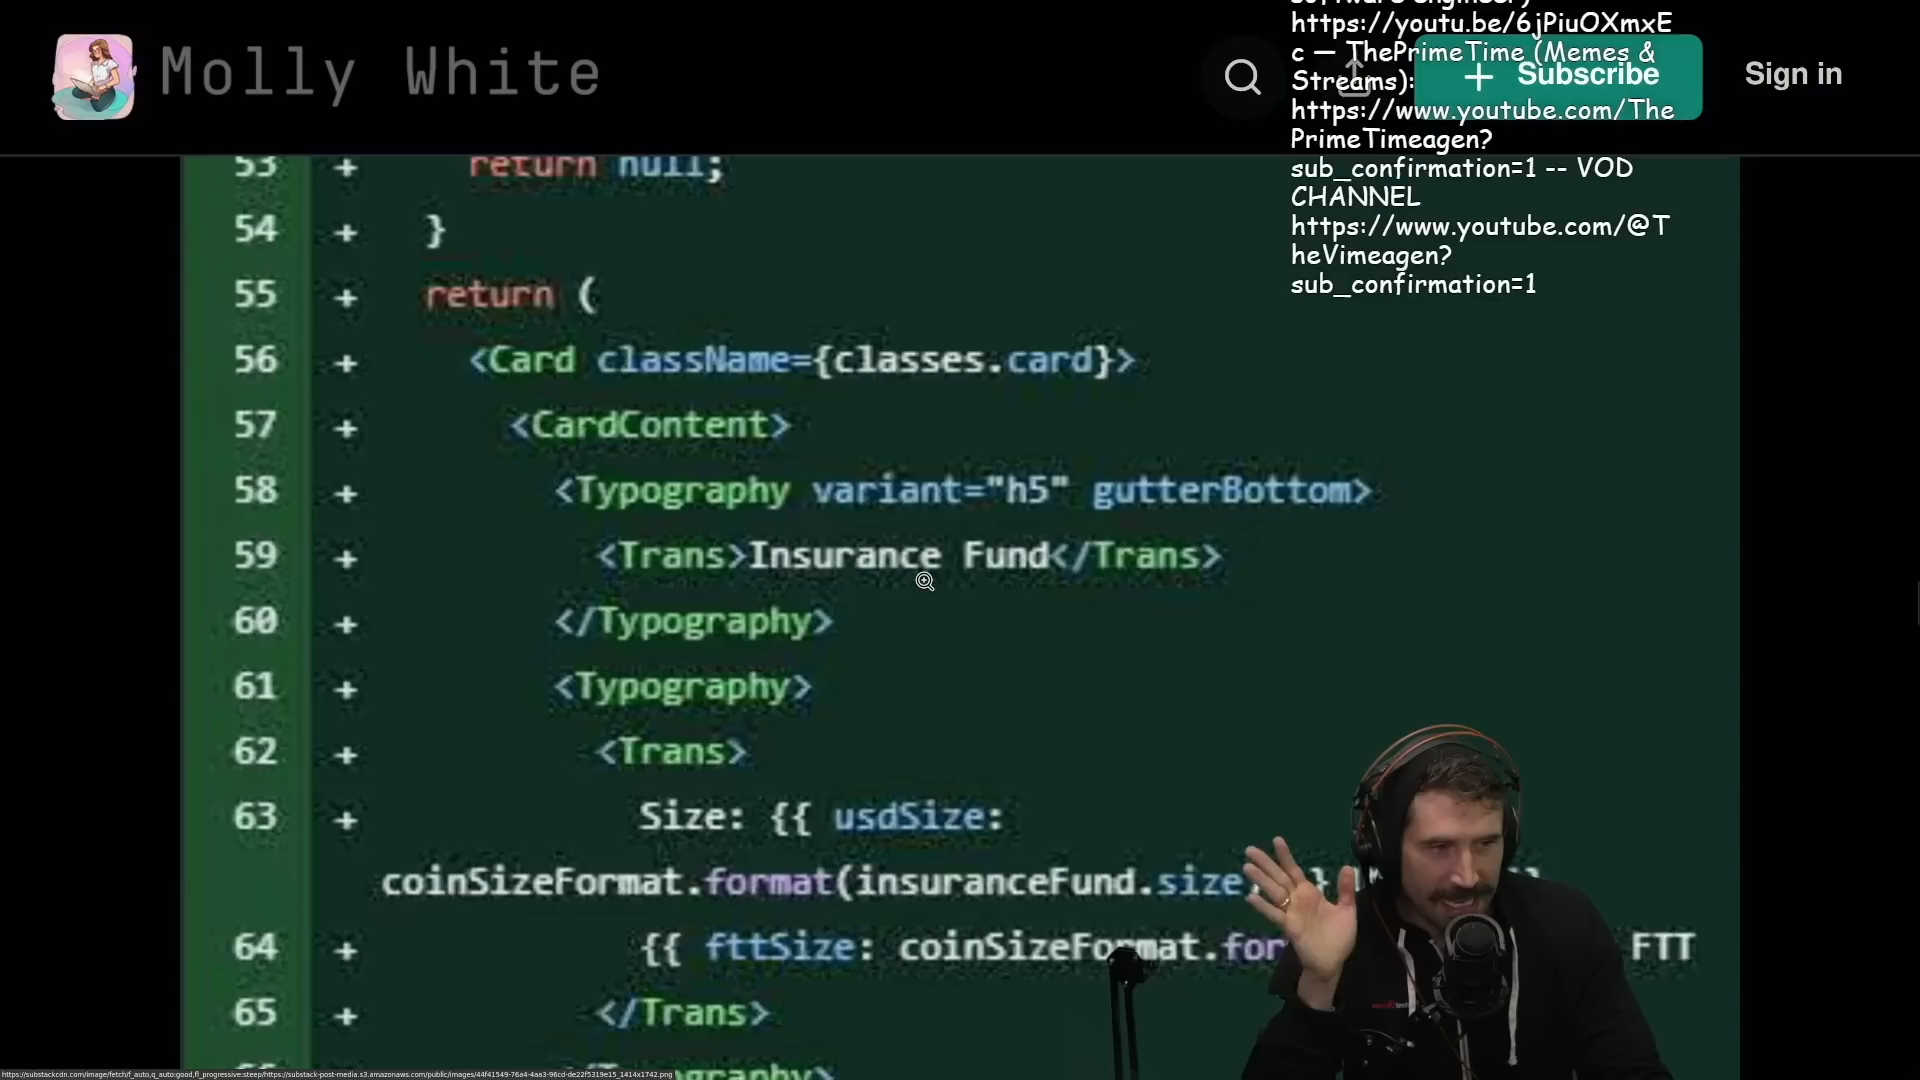 Molly White
Subscribe
Sign in
https://youtu.be/6jPiuOXmxE
c — ThePrimeTime (Memes &
Streams):
https://www.youtube.com/The
PrimeTimeagen?
sub_confirmation=1 -- VOD
CHANNEL
https://www.youtube.com/@T
heVimeagen?
sub_confirmation=1
53 + return null;
54 + }
55 + return (
56 + <Card className={classes.card}>
57 + <CardContent>
58 + <Typography variant="h5" gutterBottom>
59 + <Trans>Insurance Fund</Trans>
60 + </Typography>
61 + <Typography>
62 + <Trans>
63 + Size: {{ usdSize:
coinSizeFormat.format(insuranceFund.size
64 + {{ fttSize: coinSizeFormat.for FTT
65 + </Trans>